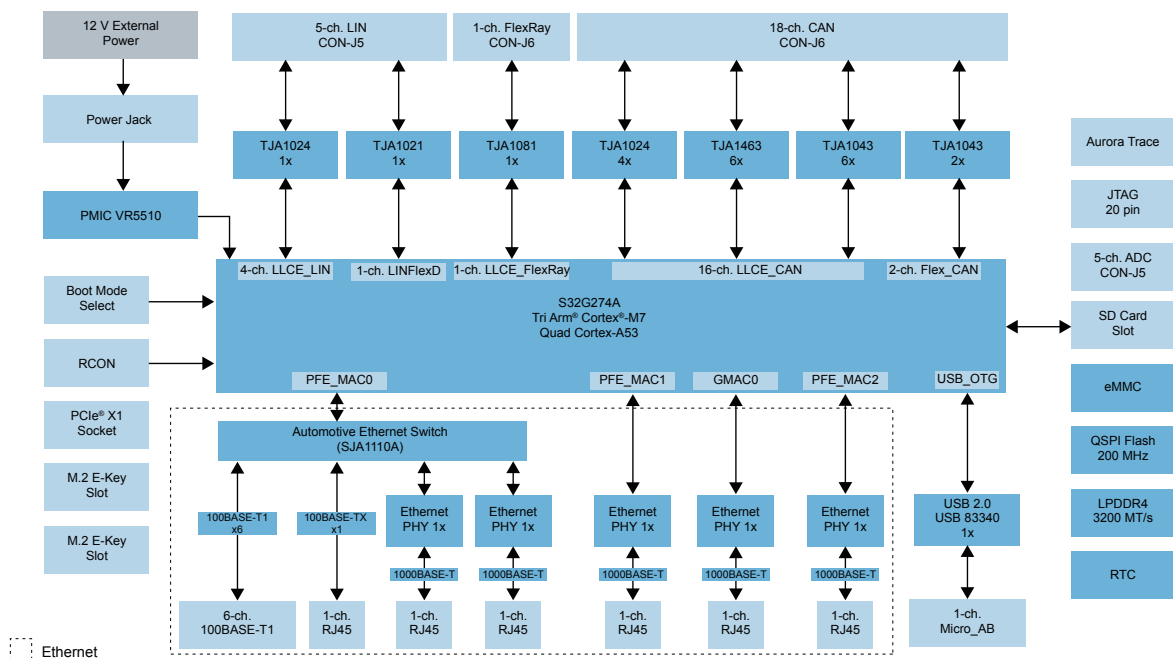 12 V External
Power
5-ch. LIN
CON-J5
1-ch. FlexRay
CON-J6
18-ch. CAN
CON-J6
Power Jack
TJA1024
1x
TJA1021
1x
TJA1081
1x
TJA1024
4x
TJA1463
6x
TJA1043
6x
TJA1043
2x
Aurora Trace
PMIC VR5510
JTAG
20 pin
4-ch. LLCE_LIN
1-ch. LINFlexD
1-ch. LLCE_FlexRay
16-ch. LLCE_CAN
2-ch. Flex_CAN
5-ch. ADC
CON-J5
Boot Mode
Select
S32G274A
Tri Arm® Cortex®-M7
Quad Cortex-A53
SD Card
Slot
RCON
PFE_MAC0
PFE_MAC1
GMAC0
PFE_MAC2
USB_OTG
eMMC
PCIe® X1
Socket
Automotive Ethernet Switch
(SJA1110A)
QSPI Flash
200 MHz
M.2 E-Key
Slot
100BASE-T1
x6
100BASE-TX
x1
Ethernet
PHY 1x
Ethernet
PHY 1x
Ethernet
PHY 1x
Ethernet
PHY 1x
Ethernet
PHY 1x
USB 2.0
USB 83340
1x
LPDDR4
3200 MT/s
M.2 E-Key
Slot
1000BASE-T
1000BASE-T
1000BASE-T
1000BASE-T
1000BASE-T
RTC
6-ch.
100BASE-T1
1-ch.
RJ45
1-ch.
RJ45
1-ch.
RJ45
1-ch.
RJ45
1-ch.
RJ45
1-ch.
RJ45
1-ch.
Micro_AB
Ethernet